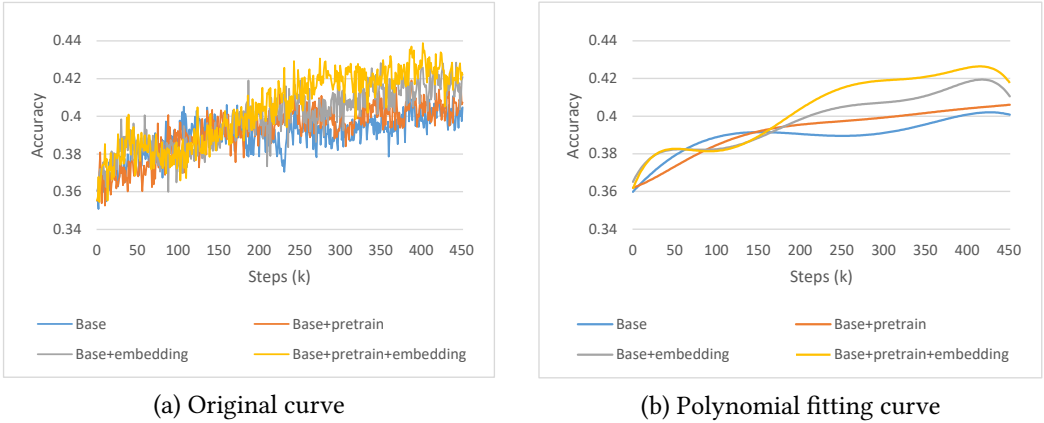 0.44
0.42
0.4
0.38
0.36
0.34
Accuracy
0 50 100 150 200 250 300 350 400 450
Steps (k)
Base Base+pretrain
Base+embedding Base+pretrain+embedding
(a) Original curve
0.44
0.42
0.4
0.38
0.36
0.34
Accuracy
0 50 100 150 200 250 300 350 400 450
Steps (k)
Base Base+pretrain
Base+embedding Base+pretrain+embedding
(b) Polynomial fitting curve